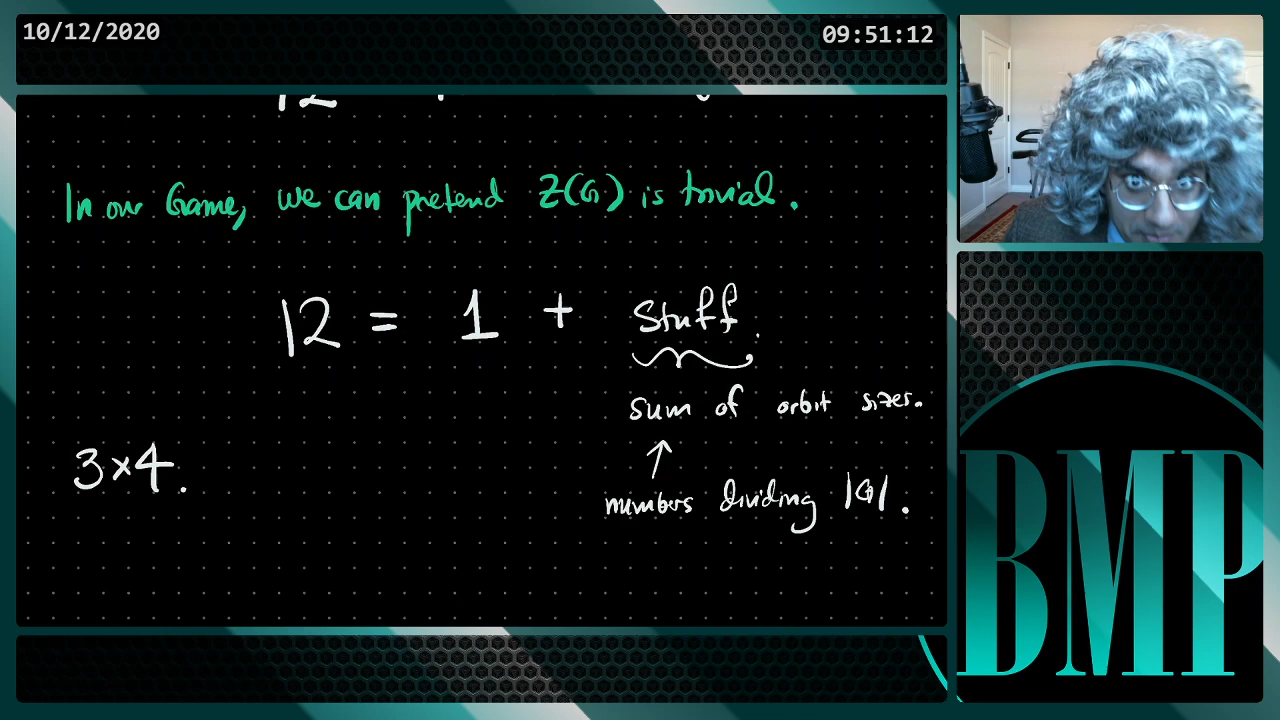 10/12/2020
09:51:12
12
In our Game, we can pretend Z(G) is trivial.
12 = 1 + Stuff.
sum of orbit sizes.
↑
3×4.
numbers dividing |G|.
BMP